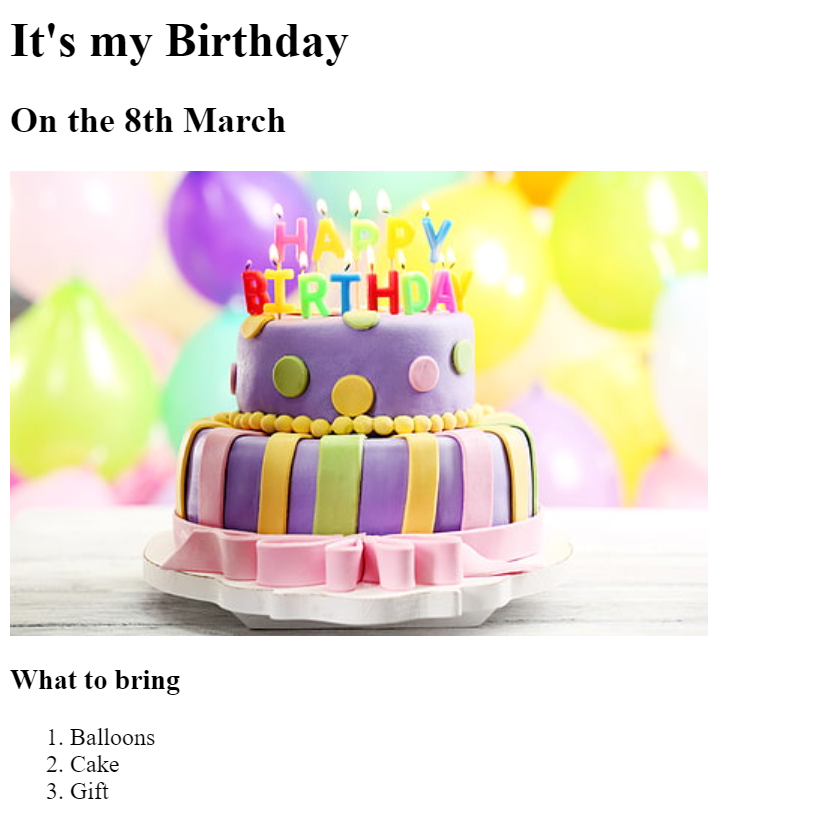 It's my Birthday
On the 8th March
HAPPY
BIRTHDAY
What to bring
1. Balloons
2. Cake
3. Gift